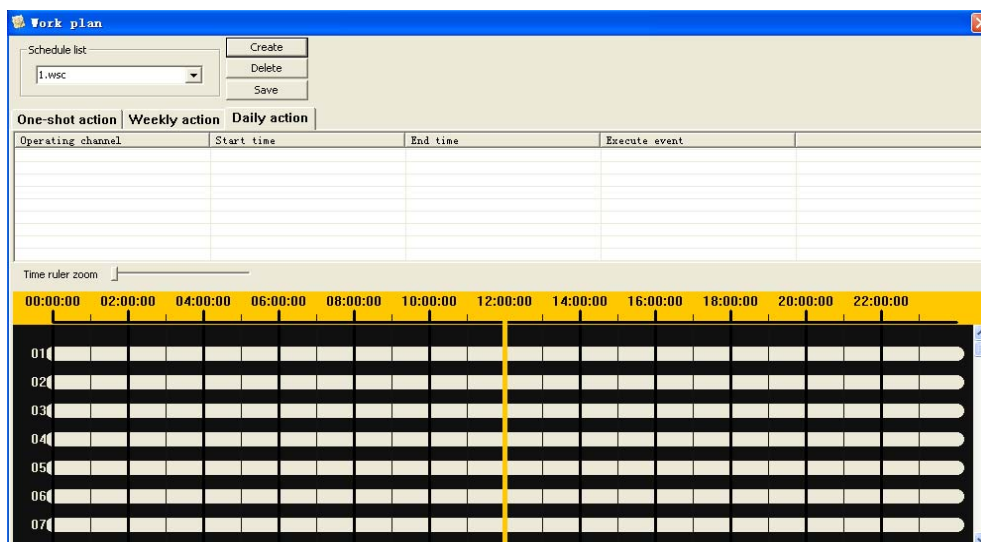 Work plan
Schedule list
1.wsc
Create
Delete
Save
One-shot action Weekly action Daily action
Operating channel Start time End time Execute event
Time ruler zoom
00:00:00 02:00:00 04:00:00 06:00:00 08:00:00 10:00:00 12:00:00 14:00:00 16:00:00 18:00:00 20:00:00 22:00:00
01
02
03
04
05
06
07